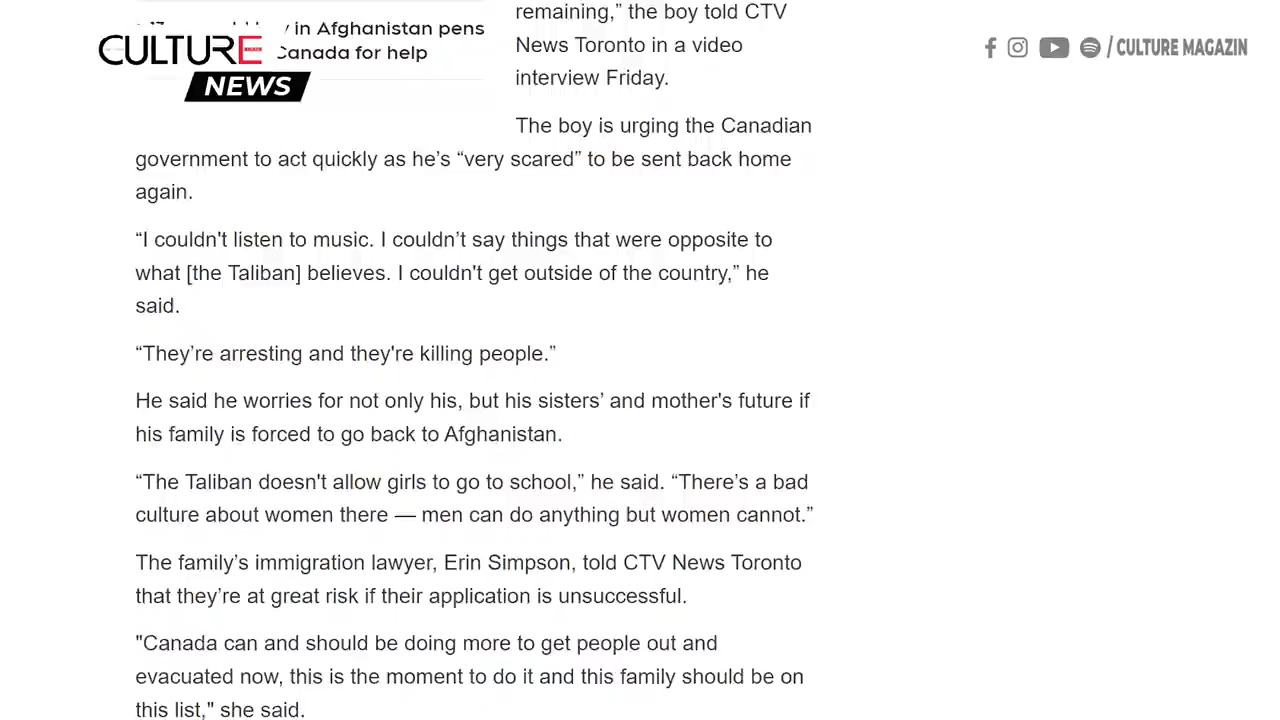 remaining,” the boy told CTV
in Afghanistan pens
Canada for help
News Toronto in a video
CULTURE
NEWS
/ CULTURE MAGAZIN
interview Friday.
The boy is urging the Canadian
government to act quickly as he’s “very scared” to be sent back home
again.
“I couldn't listen to music. I couldn’t say things that were opposite to
what [the Taliban] believes. I couldn't get outside of the country,” he
said.
“They’re arresting and they're killing people.”
He said he worries for not only his, but his sisters’ and mother's future if
his family is forced to go back to Afghanistan.
“The Taliban doesn't allow girls to go to school,” he said. “There’s a bad
culture about women there — men can do anything but women cannot.”
The family’s immigration lawyer, Erin Simpson, told CTV News Toronto
that they’re at great risk if their application is unsuccessful.
"Canada can and should be doing more to get people out and
evacuated now, this is the moment to do it and this family should be on
this list," she said.